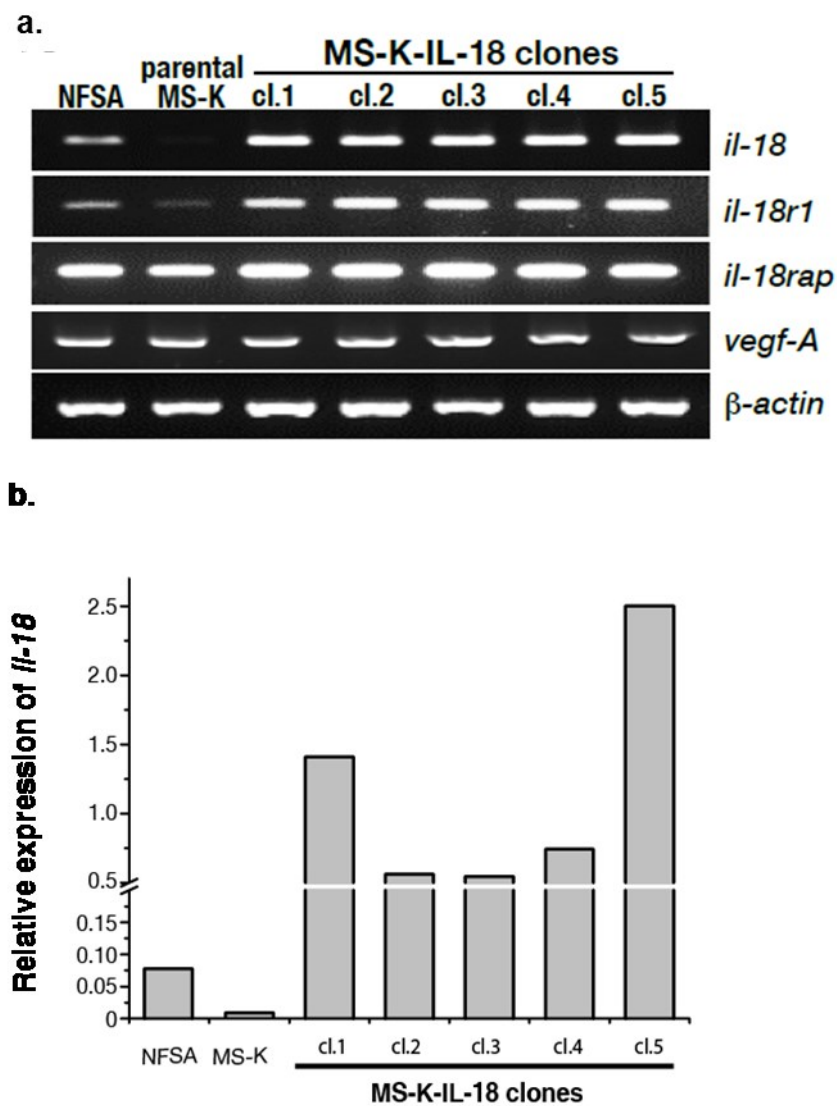 a.
MS-K-IL-18 clones
parental
NFSA MS-K cl.1 cl.2 cl.3 cl.4 cl.5
il-18
il-18r1
il-18rap
vegf-A
β-actin
b.
Relative expression of Il-18
2.5
2.0
1.5
1.0
0.5
0.15
0.10
0.05
0
NFSA MS-K cl.1 cl.2 cl.3 cl.4 cl.5
MS-K-IL-18 clones